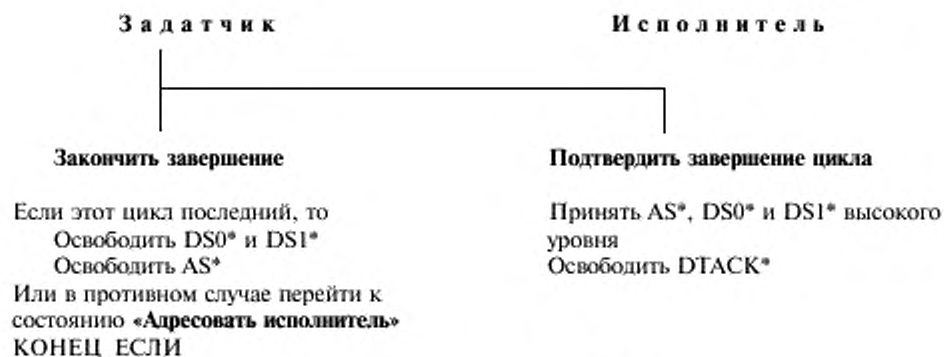 Задатчик
Исполнитель
Закончить завершение
Если этот цикл последний, то
Освободить DS0* и DS1*
Освободить AS*
Или в противном случае перейти к
состоянию «Адресовать исполнитель»
КОНЕЦ ЕСЛИ
Подтвердить завершение цикла
Принять AS*, DS0* и DS1* высокого
уровня
Освободить DTACK*